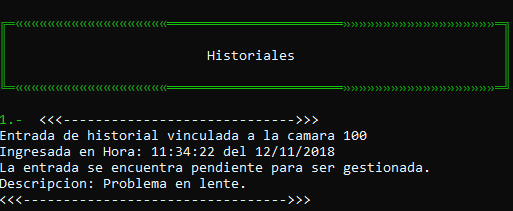 Historiales
1.-  <<<----------------------------->>>
Entrada de historial vinculada a la camara 100
Ingresada en Hora: 11:34:22 del 12/11/2018
La entrada se encuentra pendiente para ser gestionada.
Descripcion: Problema en lente.
<<<------------------------------->>>